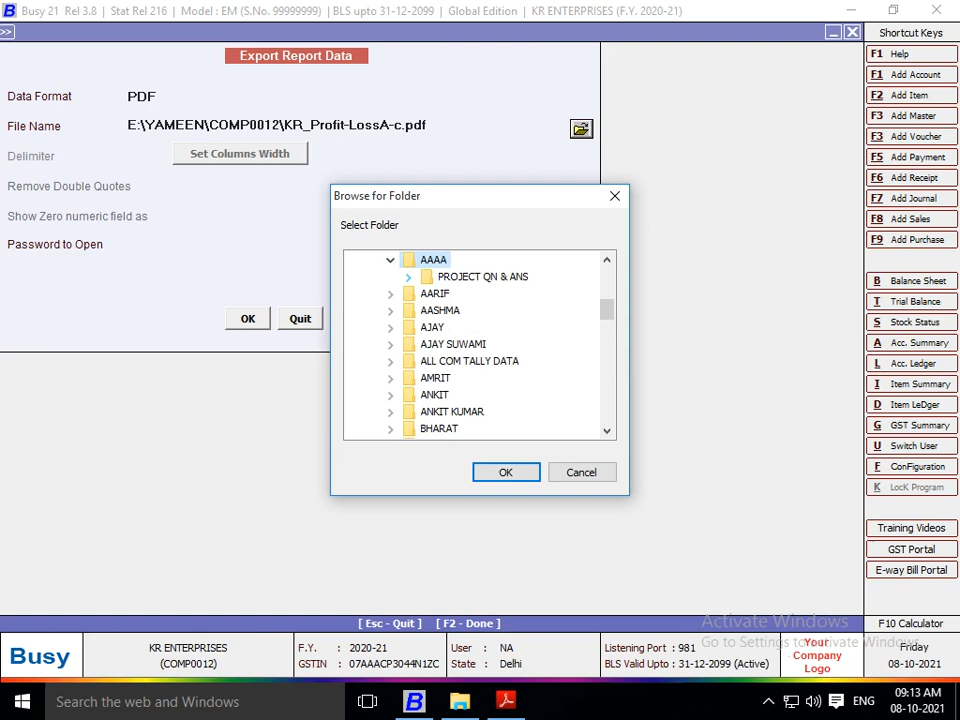 Busy 21 Rel 3.8 | Stat Rel 216 | Model : EM (S.No. 99999999) | BLS upto 31-12-2099 | Global Edition | KR ENTERPRISES (F.Y. 2020-21)
>>
Export Report Data
Data Format PDF
File Name E:\YAMEEN\COMP0012\KR_Profit-LossA-c.pdf
Delimiter Set Columns Width
Remove Double Quotes
Show Zero numeric field as
Password to Open
OK Quit
Browse for Folder
Select Folder
AAAA
PROJECT QN & ANS
AARIF
AASHMA
AJAY
AJAY SUWAMI
ALL COM TALLY DATA
AMRIT
ANKIT
ANKIT KUMAR
BHARAT
OK Cancel
Shortcut Keys
F1 Help
F1 Add Account
F2 Add Item
F3 Add Master
F3 Add Voucher
F5 Add Payment
F6 Add Receipt
F7 Add Journal
F8 Add Sales
F9 Add Purchase
B Balance Sheet
T Trial Balance
S Stock Status
A Acc. Summary
L Acc. Ledger
I Item Summary
D Item LeDger
G GST Summary
U Switch User
F ConFiguration
K LocK Program
Training Videos
GST Portal
E-way Bill Portal
F10 Calculator
Activate Windows
Go to Settings to activate Windows.
[ Esc - Quit ] [ F2 - Done ]
Busy
KR ENTERPRISES
(COMP0012)
F.Y. : 2020-21
GSTIN : 07AAACP3044N1ZC
User : NA
State : Delhi
Listening Port : 981
BLS Valid Upto : 31-12-2099 (Active)
Your
Company
Logo
Friday
08-10-2021
Search the web and Windows
ENG
09:13 AM
08-10-2021